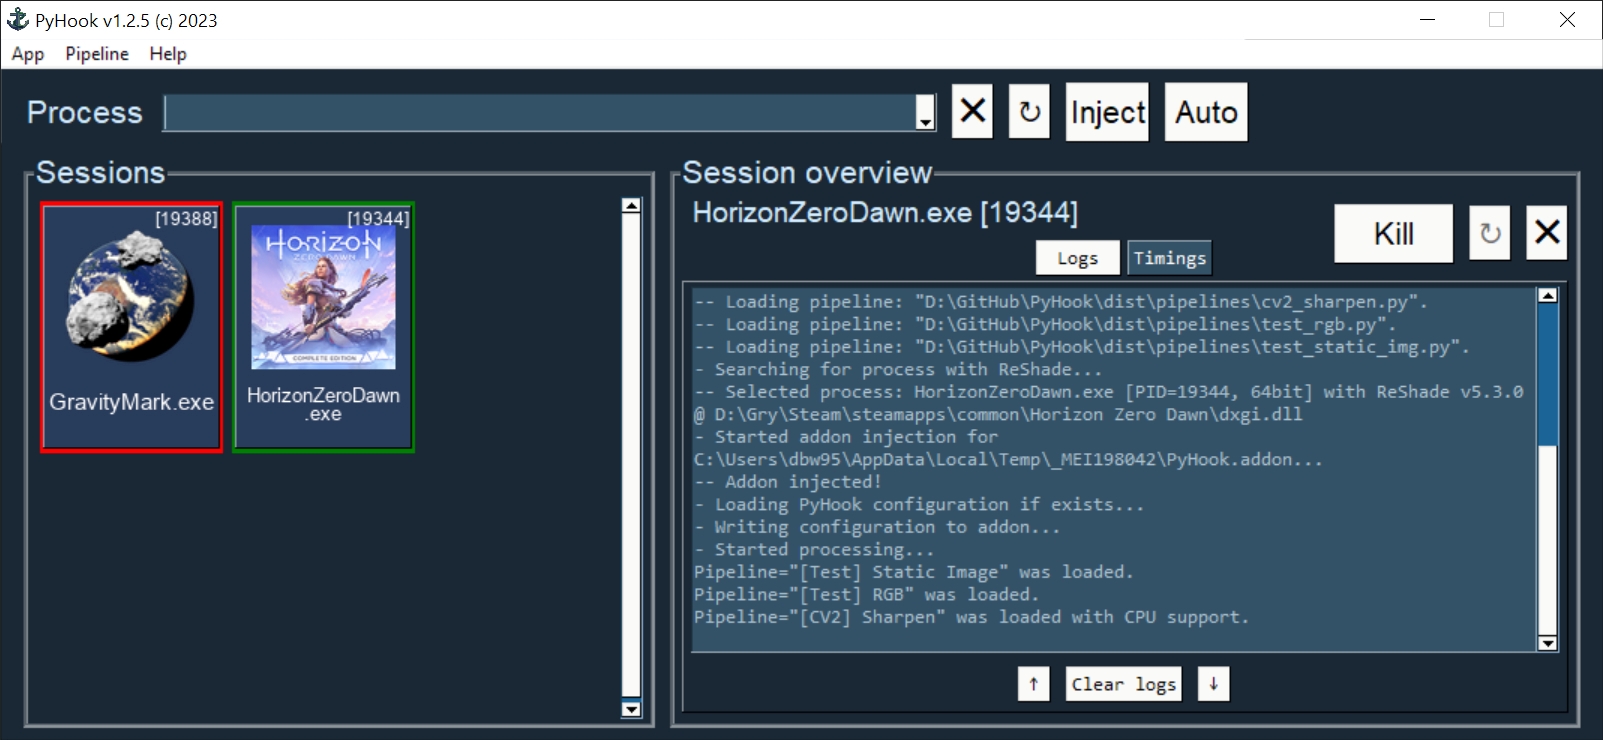 PyHook v1.2.5 (c) 2023
App Pipeline Help
Process Inject Auto
Sessions
[19388]
GravityMark.exe
[19344]
HORIZON
ZERO DAWN
COMPLETE EDITION
HorizonZeroDawn
.exe
Session overview
HorizonZeroDawn.exe [19344]
Kill
Logs Timings
-- Loading pipeline: "D:\GitHub\PyHook\dist\pipelines\cv2_sharpen.py".
-- Loading pipeline: "D:\GitHub\PyHook\dist\pipelines\test_rgb.py".
-- Loading pipeline: "D:\GitHub\PyHook\dist\pipelines\test_static_img.py".
- Searching for process with ReShade...
-- Selected process: HorizonZeroDawn.exe [PID=19344, 64bit] with ReShade v5.3.0
@ D:\Gry\Steam\steamapps\common\Horizon Zero Dawn\dxgi.dll
- Started addon injection for
C:\Users\dbw95\AppData\Local\Temp\_MEI198042\PyHook.addon...
-- Addon injected!
- Loading PyHook configuration if exists...
- Writing configuration to addon...
- Started processing...
Pipeline="[Test] Static Image" was loaded.
Pipeline="[Test] RGB" was loaded.
Pipeline="[CV2] Sharpen" was loaded with CPU support.
↑ Clear logs ↓